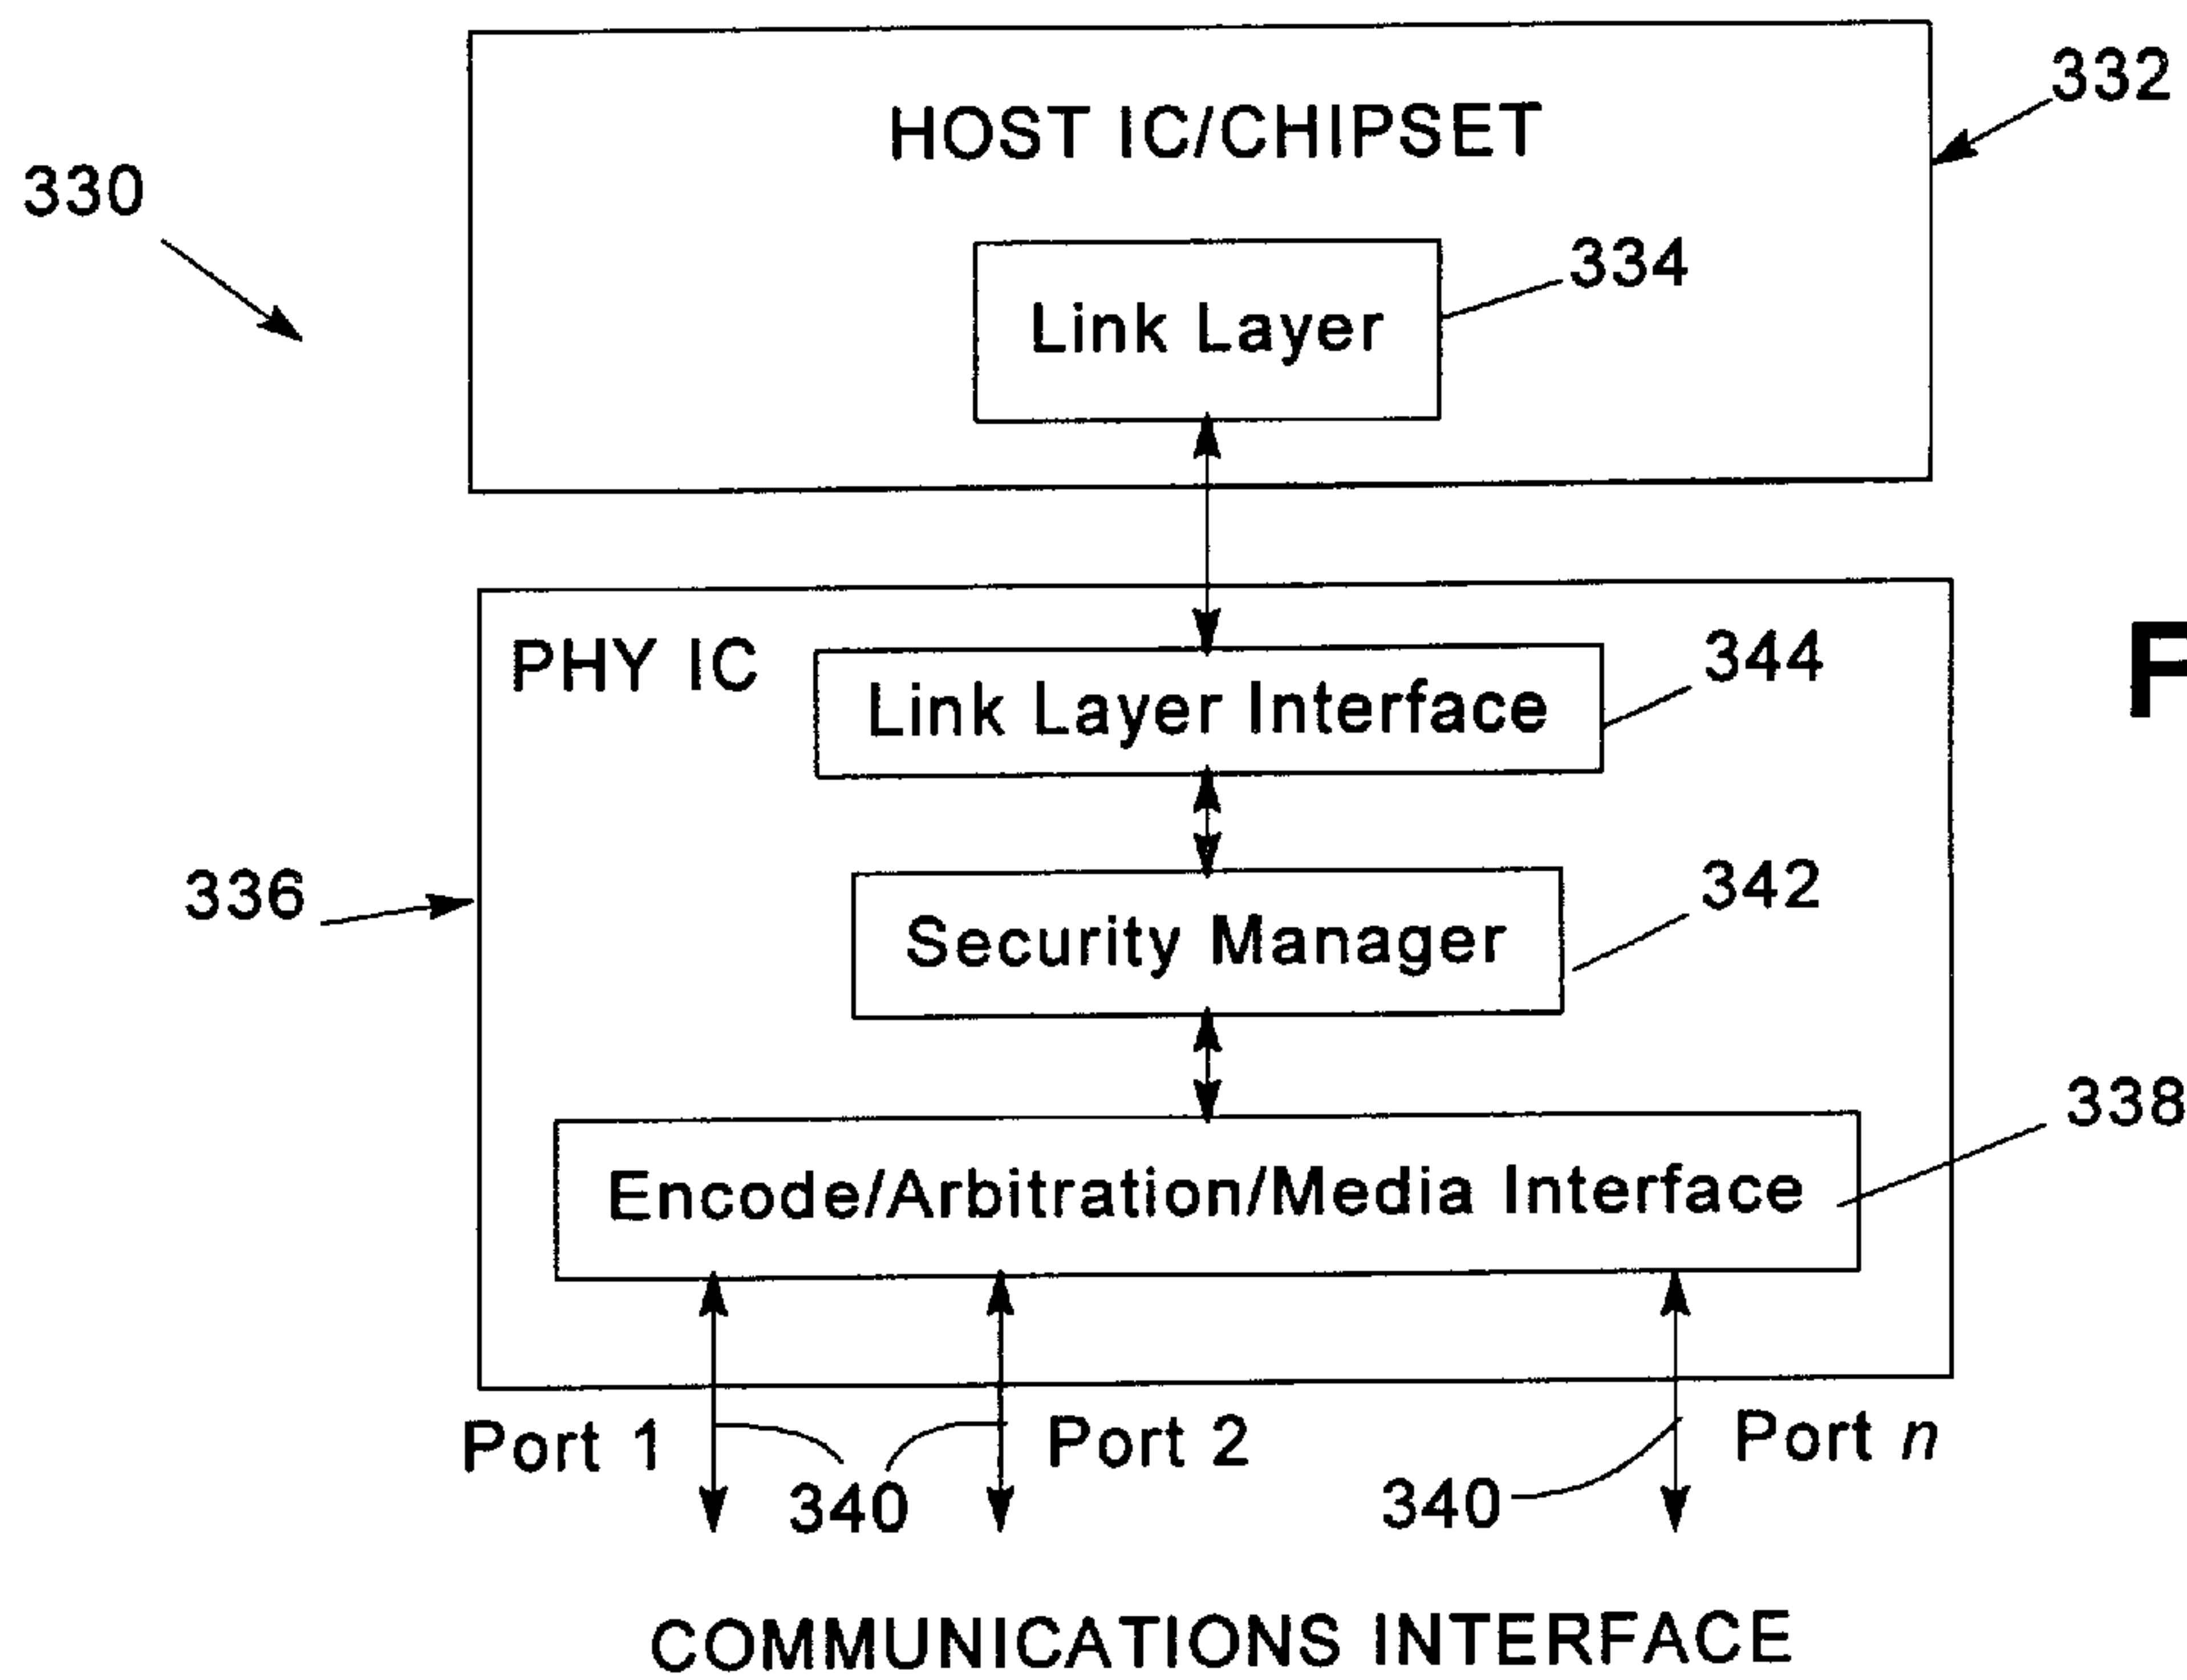 332
HOST IC/CHIPSET
330
334
Link Layer
PHY IC
344
Link Layer Interface
F
336
342
Security Manager
338
Encode/Arbitration/Media Interface
Port 1
Port 2
Port n
340
340
COMMUNICATIONS INTERFACE